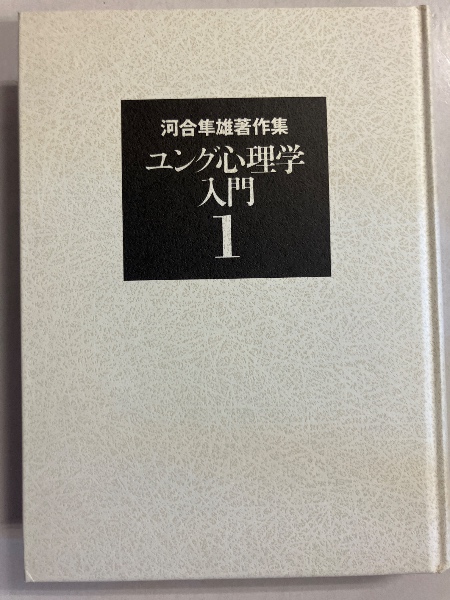 河合隼雄著作集
ユング心理学
入門
1